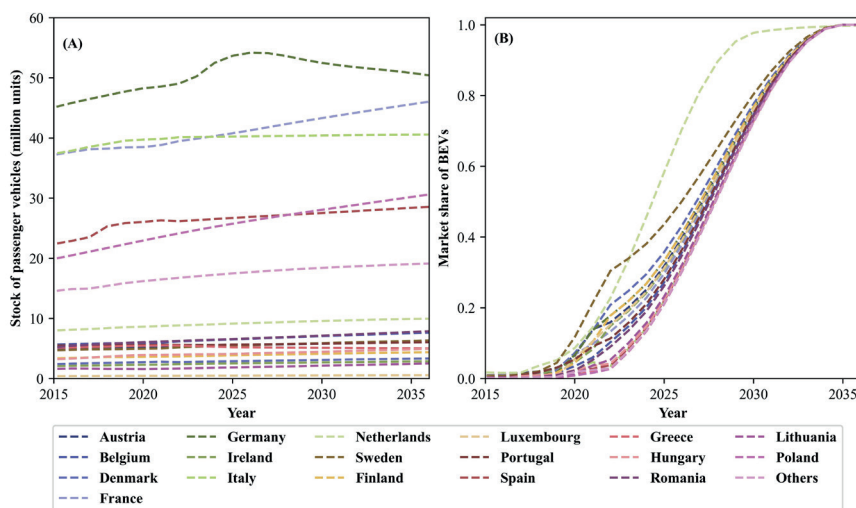 (A)
Stock of passenger vehicles (million units)
60
50
40
30
20
10
0
2015 2020 2025 2030 2035
Year
(B)
Market share of BEVs
1.0
0.8
0.6
0.4
0.2
0.0
2015 2020 2025 2030 2035
Year
Austria Germany Netherlands Luxembourg Greece Lithuania
Belgium Ireland Sweden Portugal Hungary Poland
Denmark Italy Finland Spain Romania Others
France